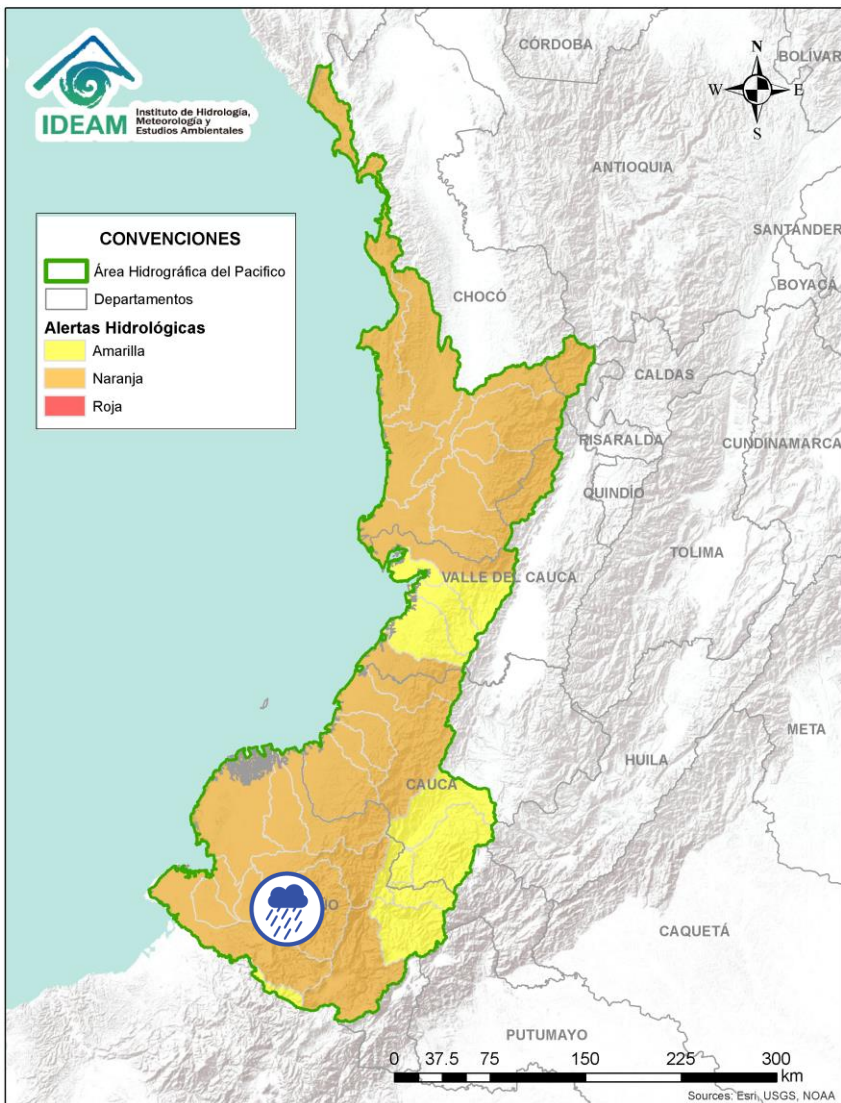 IDEAM
Instituto de Hidrología,
Meteorología y
Estudios Ambientales
CÓRDOBA
BOLÍVAR
N
W
E
S
ANTIOQUIA
SANTANDER
BOYACÁ
CONVENCIONES
Área Hidrográfica del Pacifico
Departamentos
Alertas Hidrológicas
Amarilla
Naranja
Roja
CHOCÓ
CALDAS
RISARALDA
CUNDINAMARCA
QUINDÍO
TOLIMA
VALLE DEL CAUCA
META
HUILA
CAUCA
CAQUETÁ
PUTUMAYO
0 37.5 75 150 225 300
km
Sources: Esri, USGS, NOAA